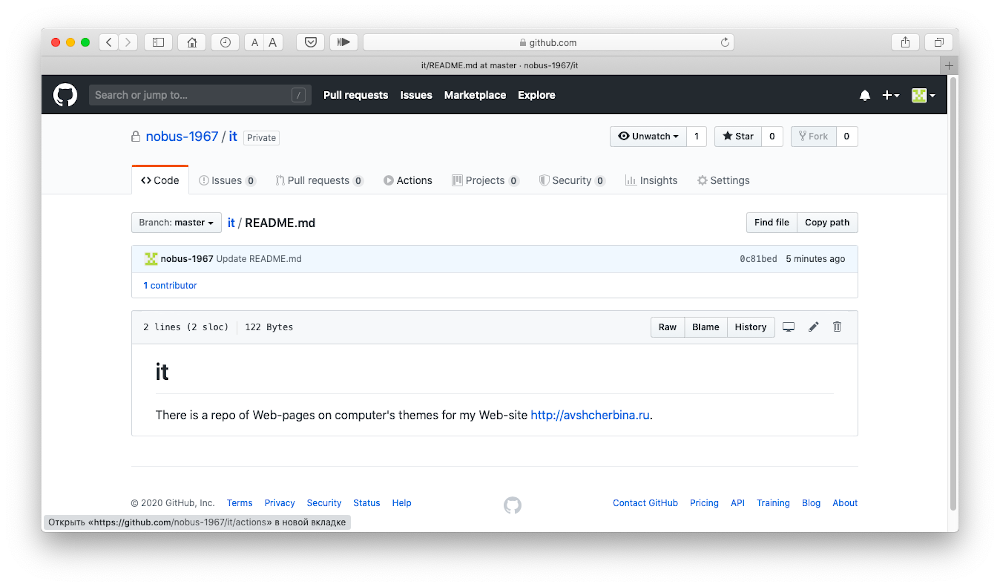 A A github.com
it/README.md at master · nobus-1967/it +
Search or jump to... / Pull requests Issues Marketplace Explore
nobus-1967 / it Private Unwatch 1 Star 0 Fork 0
Code Issues 0 Pull requests 0 Actions Projects 0 Security 0 Insights Settings
Branch: master it / README.md Find file Copy path
nobus-1967 Update README.md 0c81bed 5 minutes ago
1 contributor
2 lines (2 sloc) 122 Bytes Raw Blame History
it
There is a repo of Web-pages on computer's themes for my Web-site http://avshcherbina.ru.
© 2020 GitHub, Inc. Terms Privacy Security Status Help Contact GitHub Pricing API Training Blog About
Открыть «https://github.com/nobus-1967/it/actions» в новой вкладке